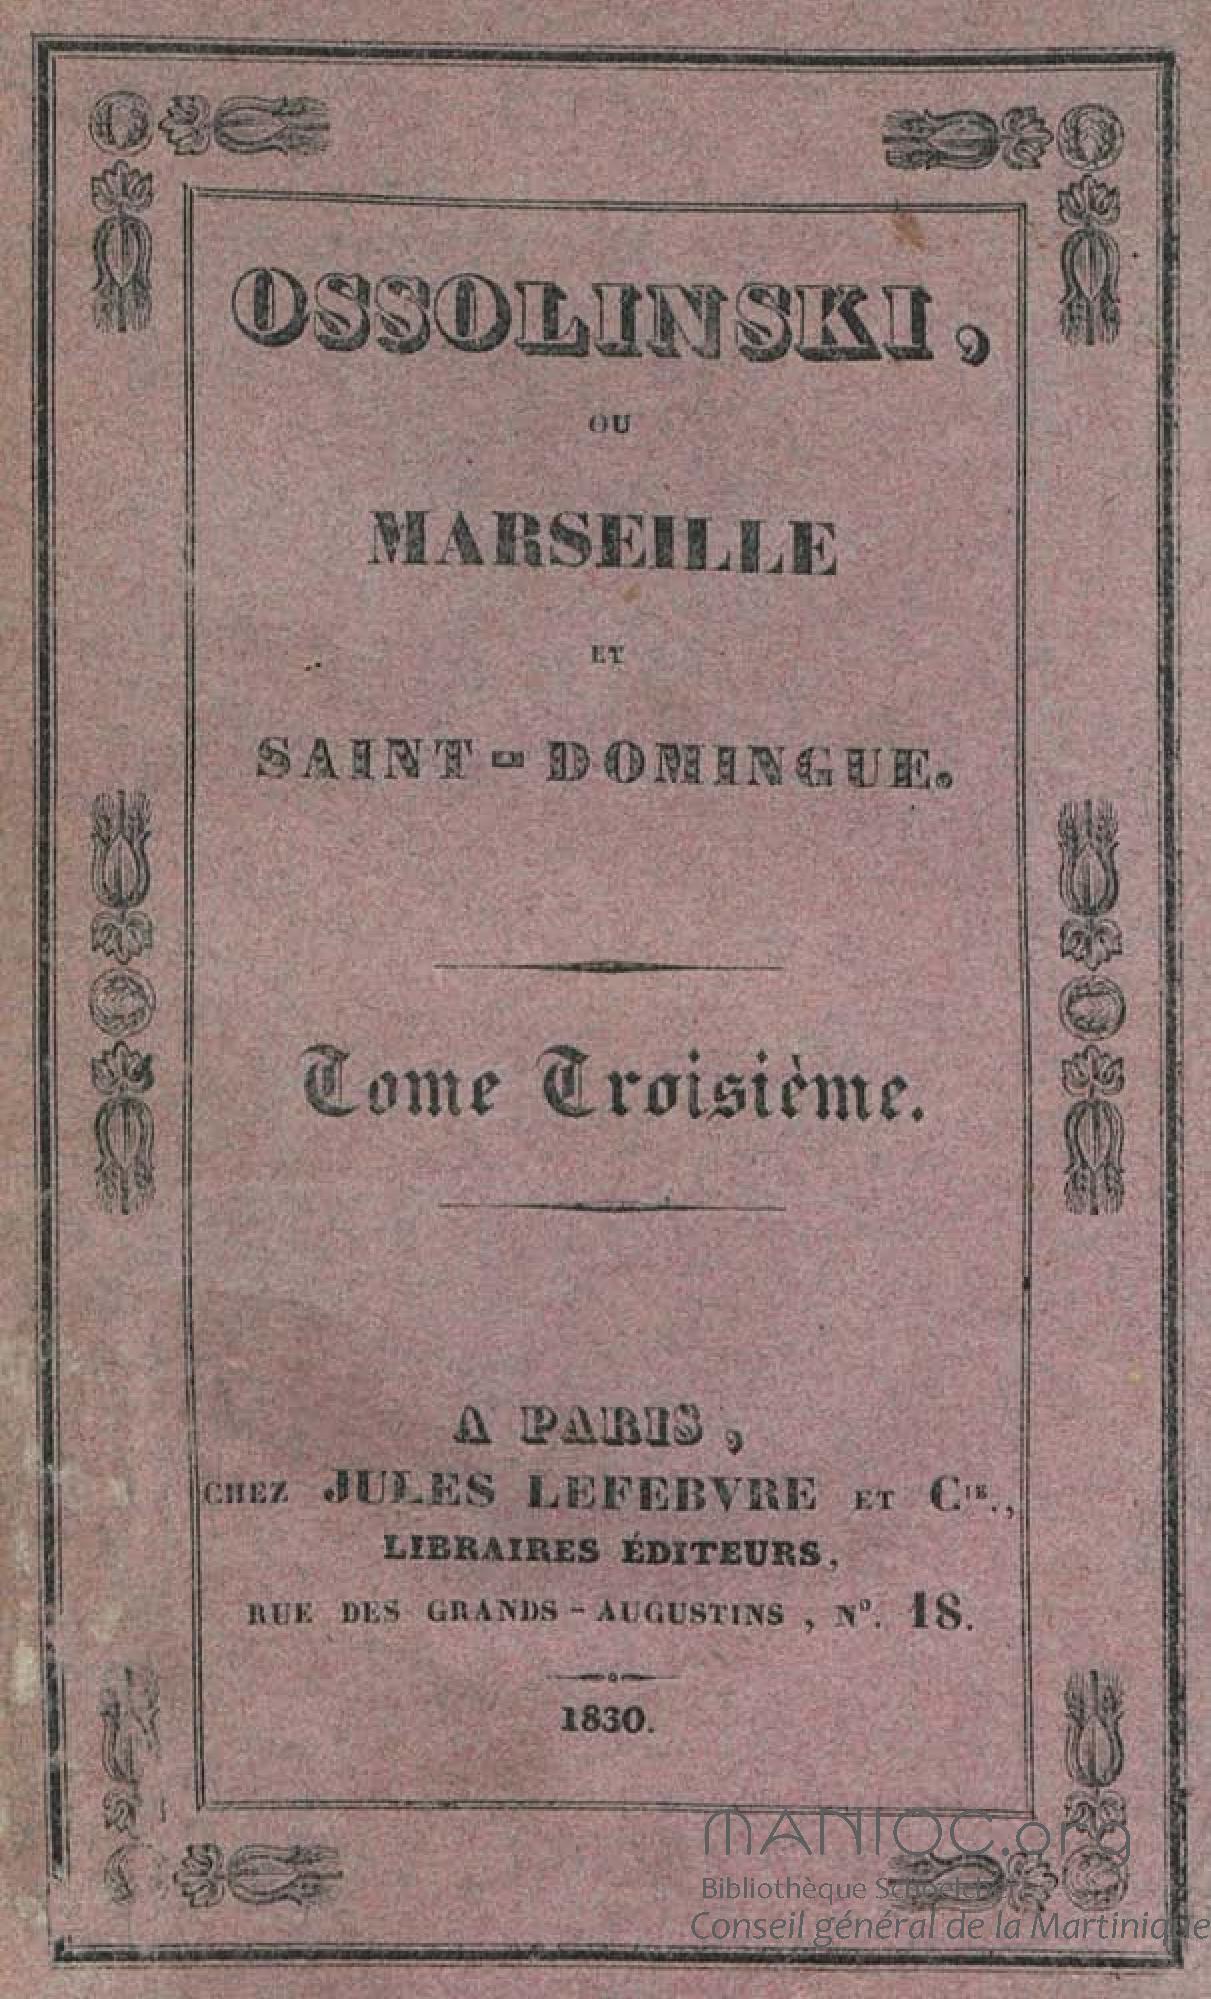 OSSOLINSKI,
OU
MARSEILLE
ET
SAINT-DOMINGUE.
Tome Troisième.
A PARIS,
CHEZ JULES LEFEBVRE ET Cie.,
LIBRAIRES ÉDITEURS,
RUE DES GRANDS-AUGUSTINS, No. 18.
1830.
MANIOC.org
Bibliothèque Schoelcher
Conseil général de la Martinique